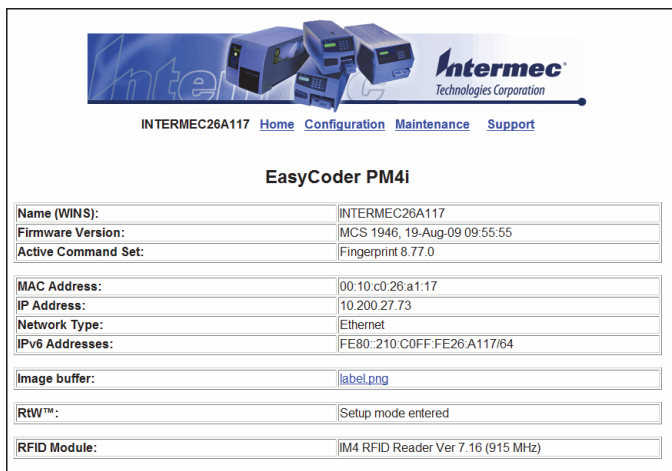 Intermec
Intermec®
Technologies Corporation
INTERMEC26A117 Home Configuration Maintenance Support
EasyCoder PM4i
Name (WINS): INTERMEC26A117
Firmware Version: MCS 1946, 19-Aug-09 09:55:55
Active Command Set: Fingerprint 8.77.0
MAC Address: 00:10:c0:26:a1:17
IP Address: 10.200.27.73
Network Type: Ethernet
IPv6 Addresses: FE80::210:C0FF:FE26:A117/64
Image buffer: label.png
RtW™: Setup mode entered
RFID Module: IM4 RFID Reader Ver 7.16 (915 MHz)